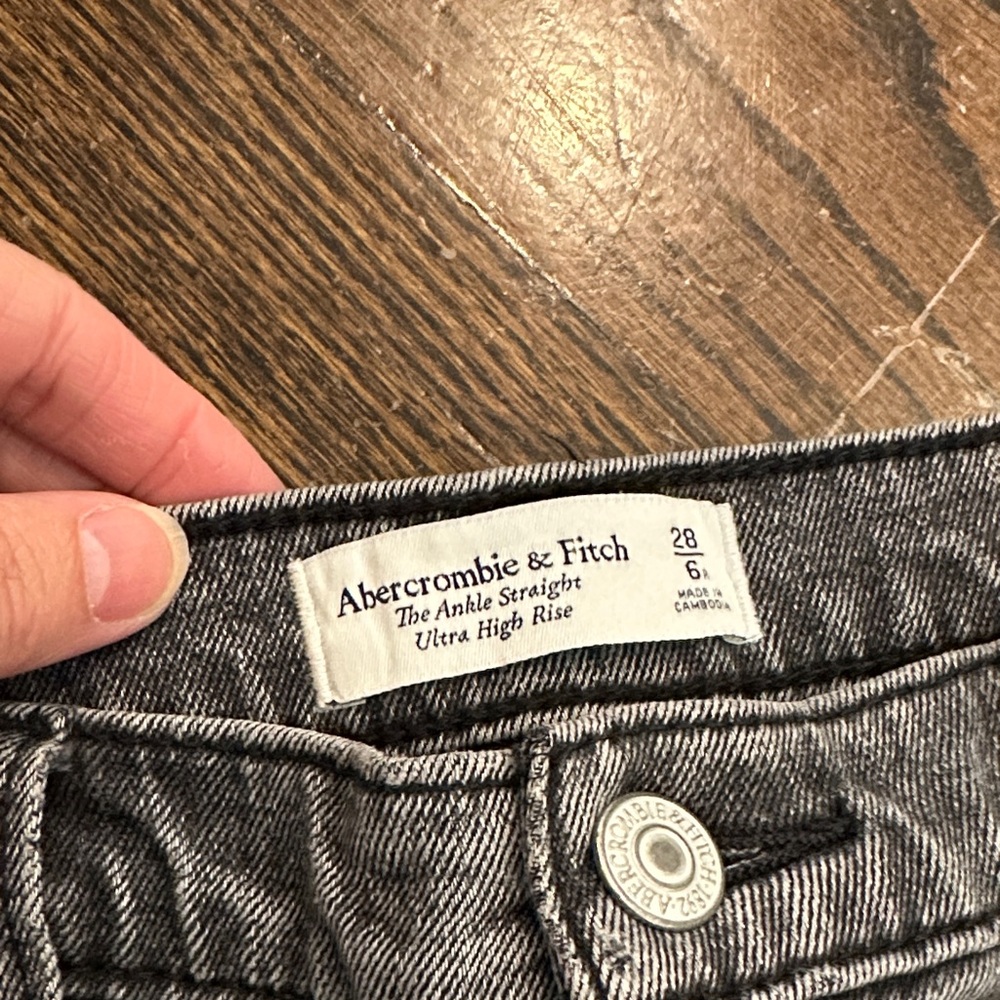 Abercrombie & Fitch
The Ankle Straight
Ultra High Rise
28
6R
MADE IN
CAMBODIA
ABERCROMBIE & FITCH · 1892 ·